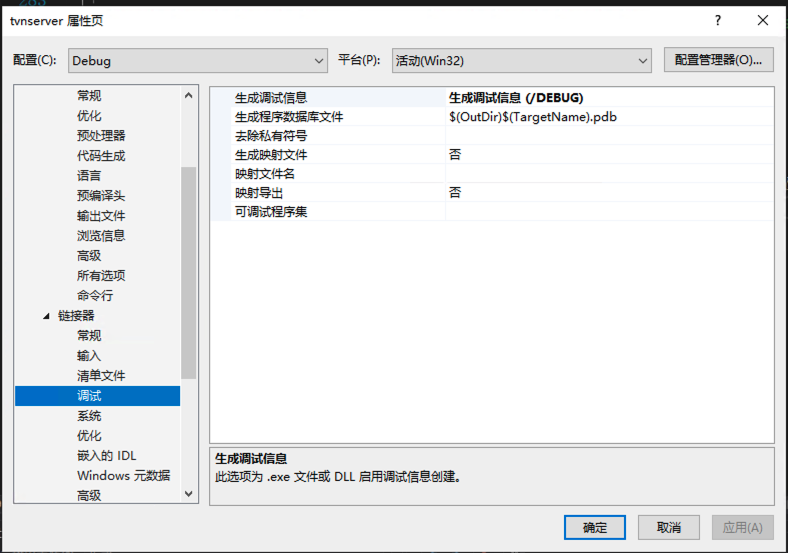 tvnserver 属性页
配置(C):
Debug
平台(P):
活动(Win32)
配置管理器(O)...
常规
优化
预处理器
代码生成
语言
预编译头
输出文件
浏览信息
高级
所有选项
命令行
链接器
常规
输入
清单文件
调试
系统
优化
嵌入的 IDL
Windows 元数据
高级
生成调试信息 生成调试信息 (/DEBUG)
生成程序数据库文件 $(OutDir)$(TargetName).pdb
去除私有符号
生成映射文件 否
映射文件名
映射导出 否
可调试程序集
生成调试信息
此选项为 .exe 文件或 DLL 启用调试信息创建。
确定 取消 应用(A)